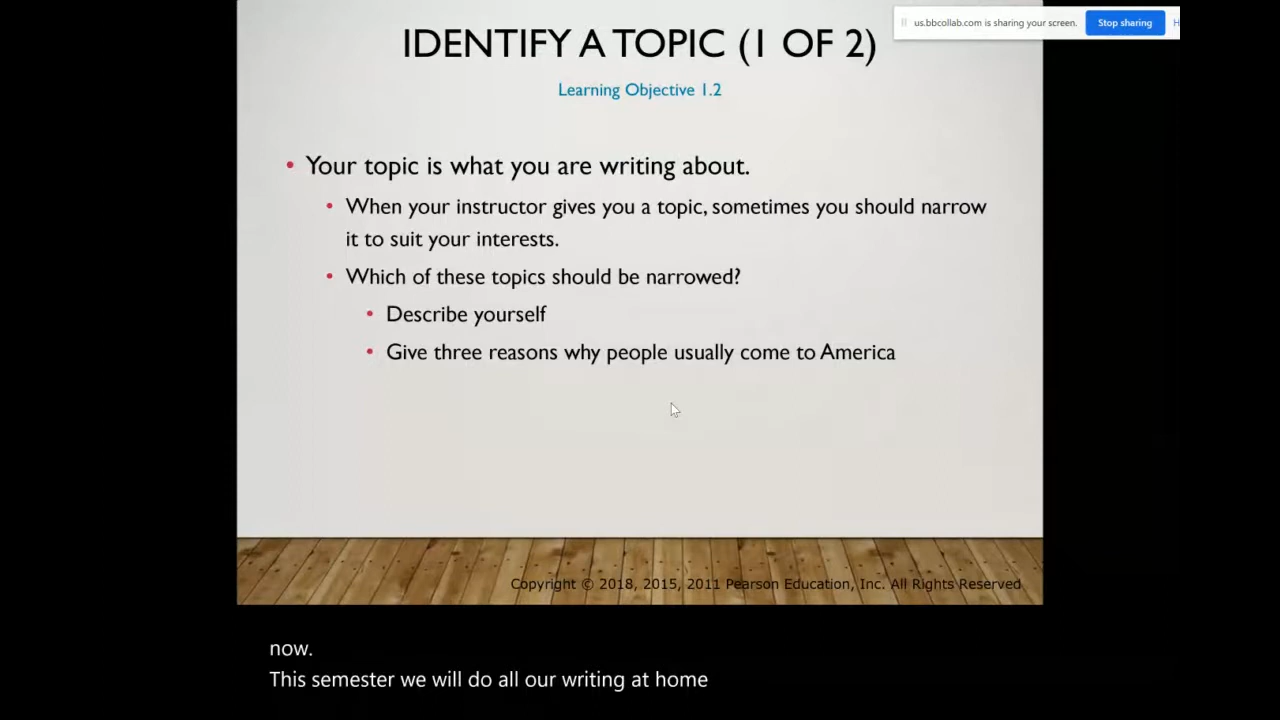 IDENTIFY A TOPIC (1 OF 2)
us.bbcollab.com is sharing your screen.
Stop sharing
Learning Objective 1.2
• Your topic is what you are writing about.
• When your instructor gives you a topic, sometimes you should narrow
it to suit your interests.
• Which of these topics should be narrowed?
• Describe yourself
• Give three reasons why people usually come to America
Copyright © 2018, 2015, 2011 Pearson Education, Inc. All Rights Reserved
now.
This semester we will do all our writing at home